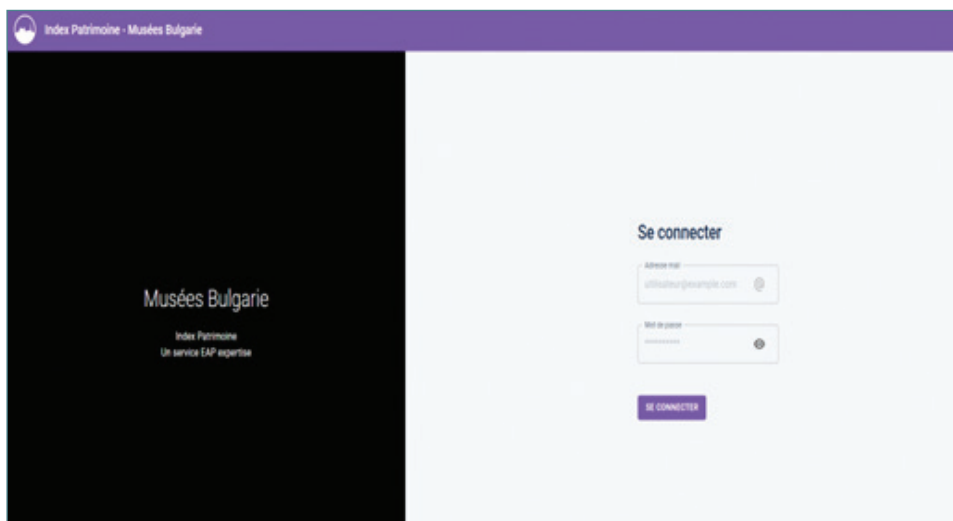 Index Patrimoine - Musées Bulgarie
Musées Bulgarie
Index Patrimoine
Un service EAP expertise
Se connecter
Adresse mail
utilisateur@example.com @
Mot de passe
**********
SE CONNECTER